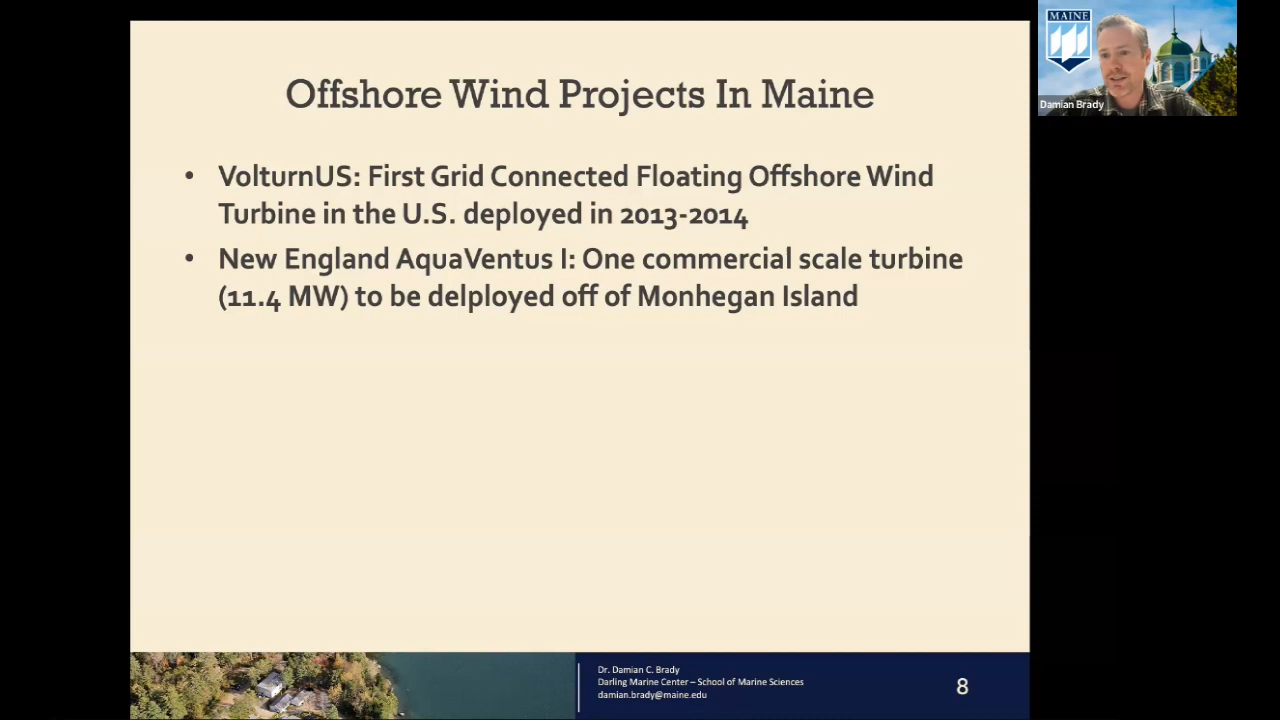 Offshore Wind Projects In Maine
• VolturnUS: First Grid Connected Floating Offshore Wind
Turbine in the U.S. deployed in 2013-2014
• New England AquaVentus I: One commercial scale turbine
(11.4 MW) to be delployed off of Monhegan Island
Dr. Damian C. Brady
Darling Marine Center – School of Marine Sciences
damian.brady@maine.edu
8
MAINE
Damian Brady